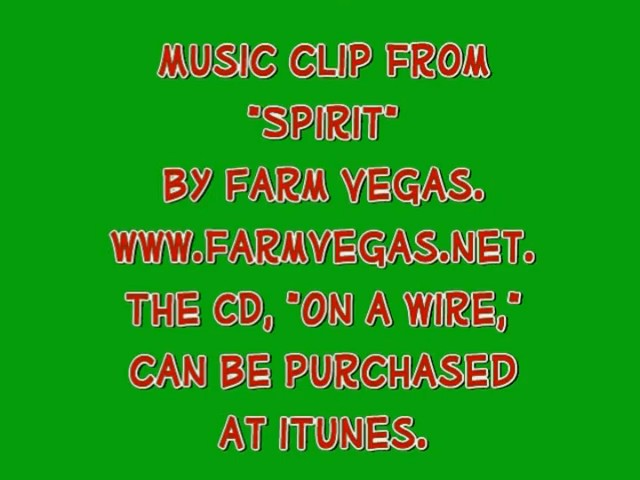 MUSIC CLIP FROM
"SPIRIT"
BY FARM VEGAS.
WWW.FARMVEGAS.NET.
THE CD, "ON A WIRE,"
CAN BE PURCHASED
AT ITUNES.